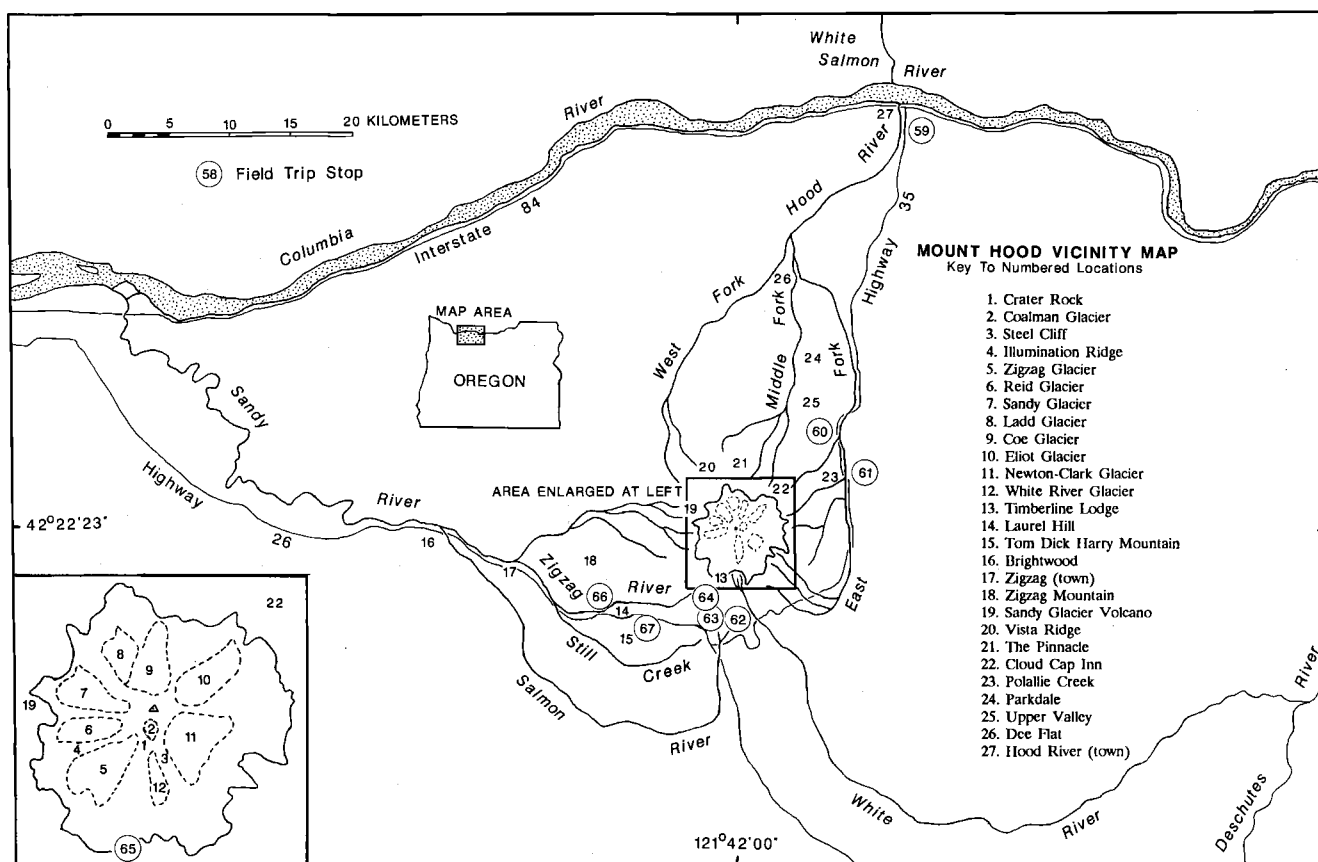 White
Salmon
River
0 5 10 15 20 KILOMETERS
River
27
59
58 Field Trip Stop
River
Hood
35
84
Columbia
Interstate
Highway
MOUNT HOOD VICINITY MAP
Key To Numbered Locations
1. Crater Rock
2. Coalman Glacier
3. Steel Cliff
4. Illumination Ridge
5. Zigzag Glacier
6. Reid Glacier
7. Sandy Glacier
8. Ladd Glacier
9. Coe Glacier
10. Eliot Glacier
11. Newton-Clark Glacier
12. White River Glacier
13. Timberline Lodge
14. Laurel Hill
15. Tom Dick Harry Mountain
16. Brightwood
17. Zigzag (town)
18. Zigzag Mountain
19. Sandy Glacier Volcano
20. Vista Ridge
21. The Pinnacle
22. Cloud Cap Inn
23. Polallie Creek
24. Parkdale
25. Upper Valley
26. Dee Flat
27. Hood River (town)
MAP AREA
OREGON
Fork
26
Fork
West
Middle
24
Fork
25
60
Sandy
20
21
61
AREA ENLARGED AT LEFT
22
23
19
Highway
River
42°22'23"
26
16
17
Zigzag
18
13
River
66
64
East
14
63
62
67
15
Still
Creek
Salmon
River
White
River
River
Deschutes
121°42'00"
22
8
9
10
7
19
6
2
1
11
4
3
5
12
65